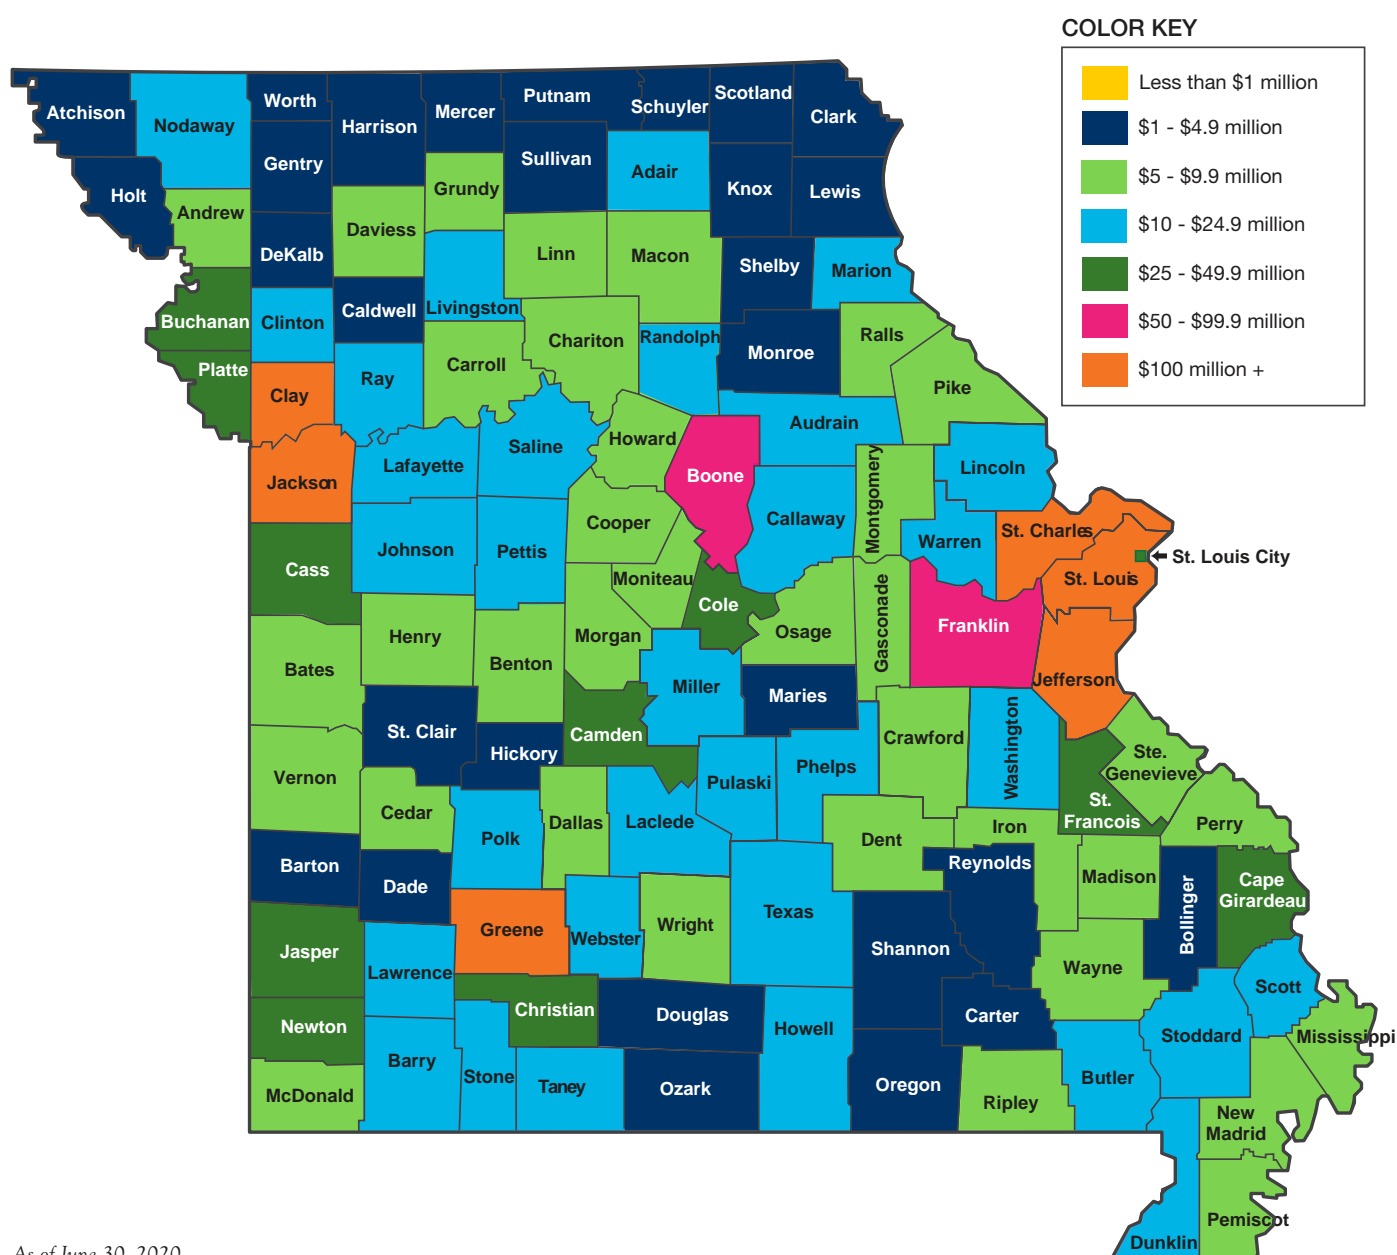 COLOR KEY
Less than $1 million
$1 - $4.9 million
$5 - $9.9 million
$10 - $24.9 million
$25 - $49.9 million
$50 - $99.9 million
$100 million +
Atchison
Nodaway
Worth
Harrison
Mercer
Putnam
Schuyler
Scotland
Clark
Gentry
Sullivan
Adair
Knox
Lewis
Holt
Andrew
Grundy
Daviess
DeKalb
Linn
Macon
Shelby
Marion
Buchanan
Clinton
Caldwell
Livingston
Chariton
Randolph
Monroe
Ralls
Platte
Clay
Ray
Carroll
Pike
Audrain
Howard
Saline
Lafayette
Jackson
Boone
Lincoln
Montgomery
Callaway
Cooper
Johnson
Pettis
Warren
St. Charles
St. Louis City
St. Louis
Cass
Moniteau
Cole
Osage
Gasconade
Franklin
Henry
Morgan
Benton
Bates
Miller
Maries
Jefferson
St. Clair
Hickory
Camden
Crawford
Washington
Ste.
Genevieve
Vernon
Phelps
Pulaski
Cedar
Polk
Dallas
Laclede
Dent
Iron
St.
Francois
Perry
Barton
Dade
Reynolds
Madison
Bollinger
Cape
Girardeau
Greene
Webster
Wright
Texas
Shannon
Jasper
Lawrence
Wayne
Scott
Newton
Christian
Douglas
Howell
Carter
Stoddard
Mississippi
Barry
Stone
Taney
Ozark
Oregon
Ripley
Butler
McDonald
New
Madrid
Pemiscot
Dunklin
As of June 30, 2020